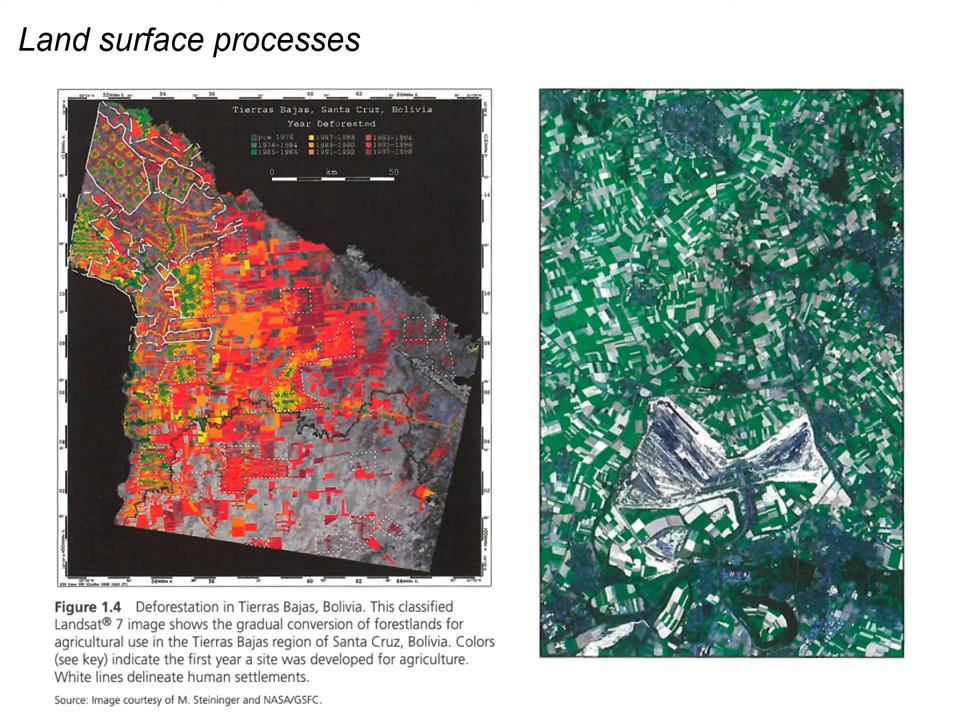 Land surface processes
Tierras Bajas, Santa Cruz, Bolivia
Year Deforested
pre 1976 1987-1988 1993-1994
1976-1984 1989-1990 1995-1996
1985-1986 1991-1992 1997-1998
km
0 50
Figure 1.4 Deforestation in Tierras Bajas, Bolivia. This classified
Landsat® 7 image shows the gradual conversion of forestlands for
agricultural use in the Tierras Bajas region of Santa Cruz, Bolivia. Colors
(see key) indicate the first year a site was developed for agriculture.
White lines delineate human settlements.
Source: Image courtesy of M. Steininger and NASA/GSFC.